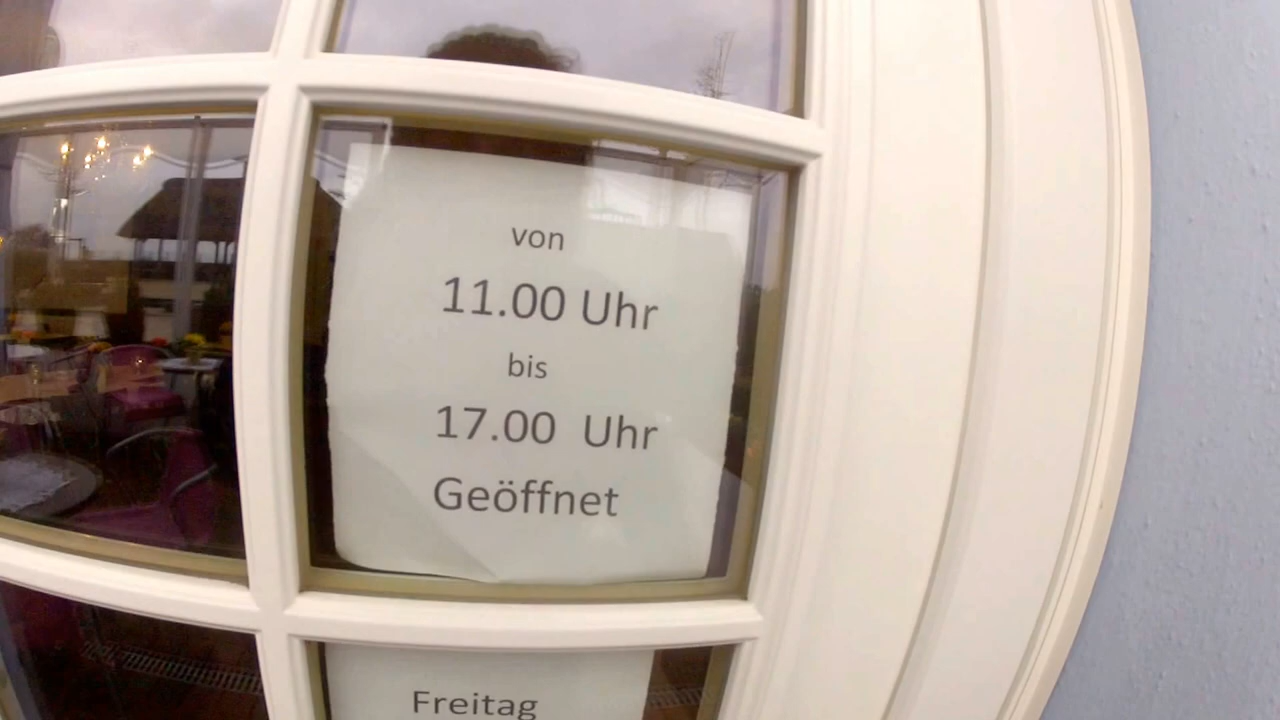 von
11.00 Uhr
bis
17.00 Uhr
Geöffnet
Freitag